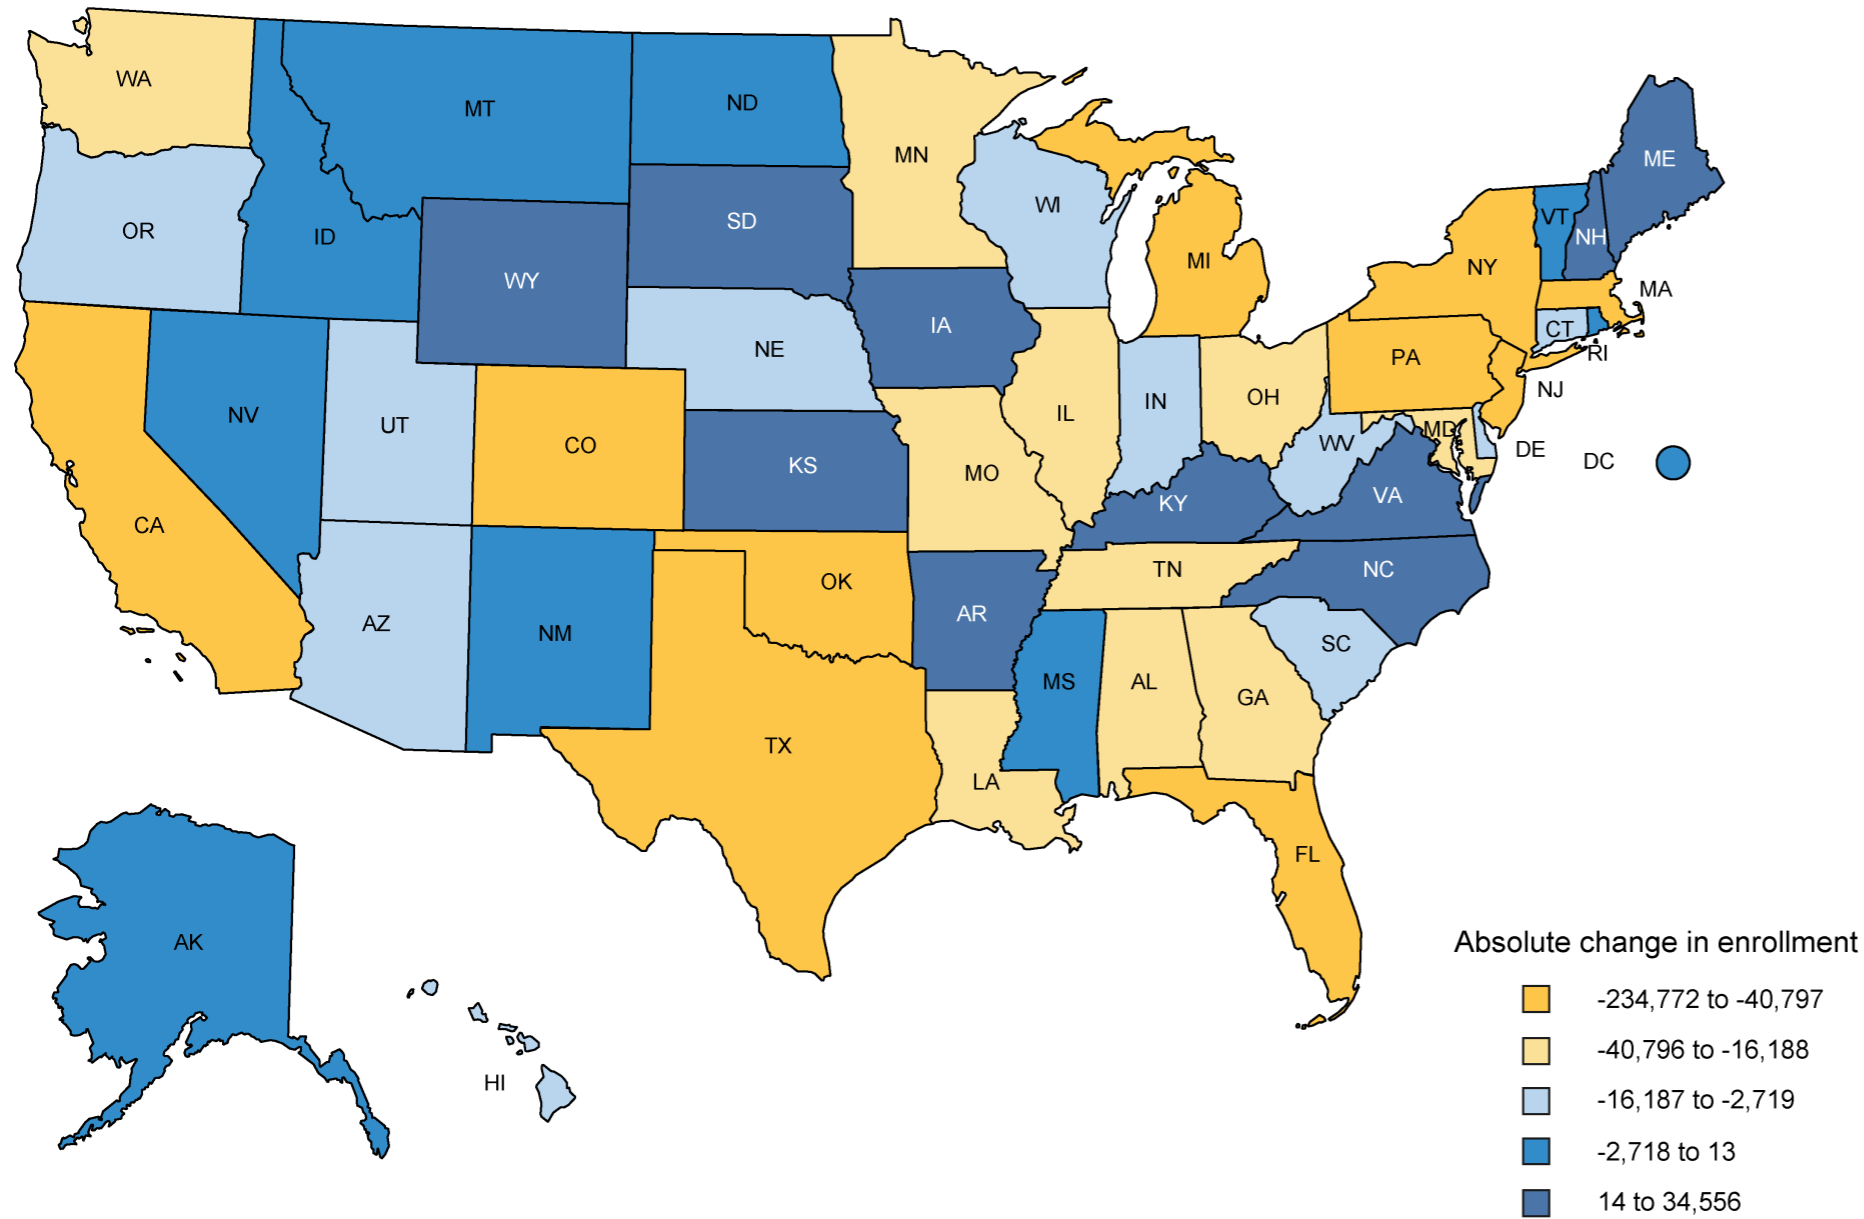 WA
MT
ND
MN
ME
OR
ID
SD
WI
VT
NH
WY
MI
NY
MA
IA
CT
NE
PA
RI
NV
UT
CO
IL
IN
OH
NJ
KS
MO
WV
MD
DE
DC
CA
KY
VA
AZ
NM
OK
AR
TN
NC
TX
MS
AL
GA
SC
LA
FL
AK
HI
Absolute change in enrollment
-234,772 to -40,797
-40,796 to -16,188
-16,187 to -2,719
-2,718 to 13
14 to 34,556